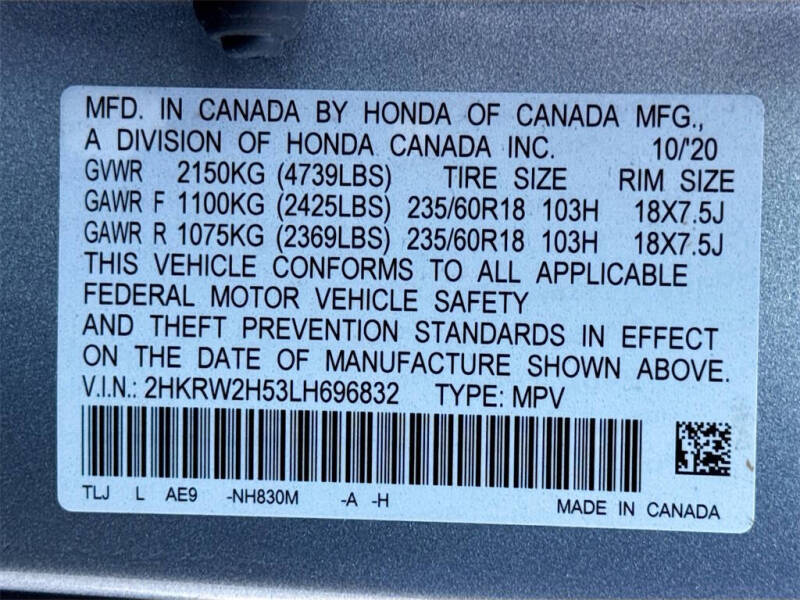 MFD. IN CANADA BY HONDA OF CANADA MFG.,
A DIVISION OF HONDA CANADA INC. 10/'20
GVWR 2150KG (4739LBS) TIRE SIZE RIM SIZE
GAWR F 1100KG (2425LBS) 235/60R18 103H 18X7.5J
GAWR R 1075KG (2369LBS) 235/60R18 103H 18X7.5J
THIS VEHICLE CONFORMS TO ALL APPLICABLE
FEDERAL MOTOR VEHICLE SAFETY
AND THEFT PREVENTION STANDARDS IN EFFECT
ON THE DATE OF MANUFACTURE SHOWN ABOVE.
V.I.N.: 2HKRW2H53LH696832 TYPE: MPV
TLJ L AE9 -NH830M -A -H MADE IN CANADA